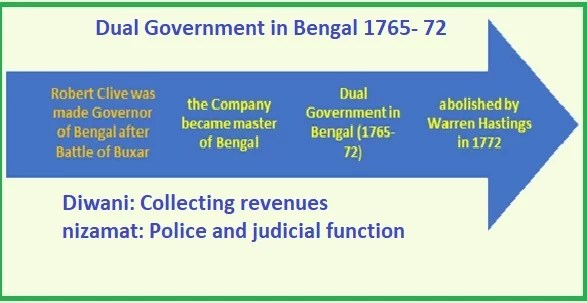 Dual Government in Bengal 1765- 72
Robert Clive was
made Governor
of Bengal after
Battle of Buxar
the Company
became master
of Bengal
Dual
Government in
Bengal (1765-
72)
abolished by
Warren Hastings
in 1772
Diwani: Collecting revenues
nizamat: Police and judicial function